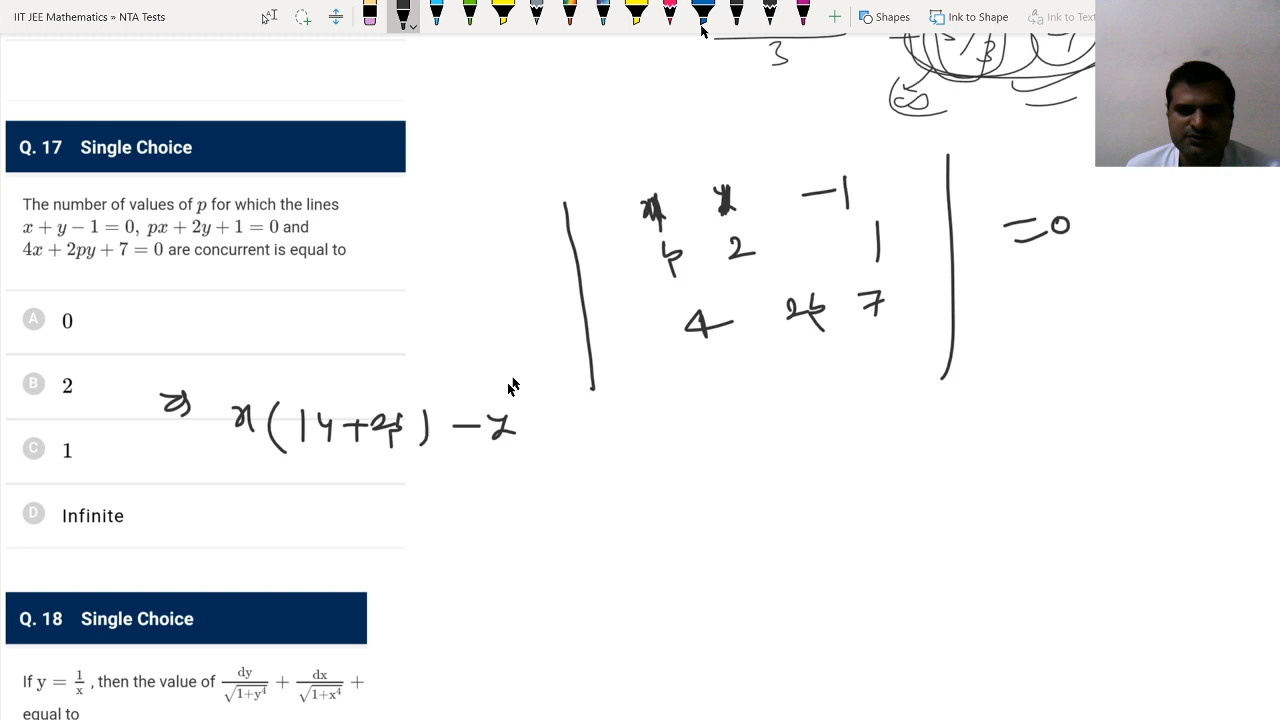 IIT JEE Mathematics » NTA Tests
Shapes
Ink to Shape
Ink to Text
3
∞
Q. 17 Single Choice
The number of values of p for which the lines
x + y − 1 = 0, px + 2y + 1 = 0 and
4x + 2py + 7 = 0 are concurrent is equal to
A 0
B 2
C 1
D Infinite
−1
p 2 1
4 2p 7
= 0
⇒ x(14+2p) − y
Q. 18 Single Choice
If y = 1/x , then the value of dy/√(1+y⁴) + dx/√(1+x⁴) +
equal to